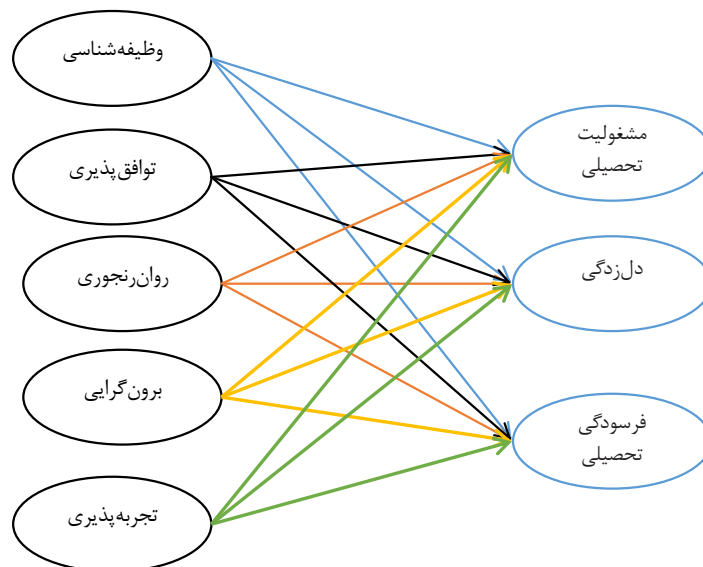 وظیفه‌شناسی
توافق‌پذیری
روان‌رنجوری
برون‌گرایی
تجربه‌پذیری
مشغولیت
تحصیلی
دل‌زدگی
فرسودگی
تحصیلی